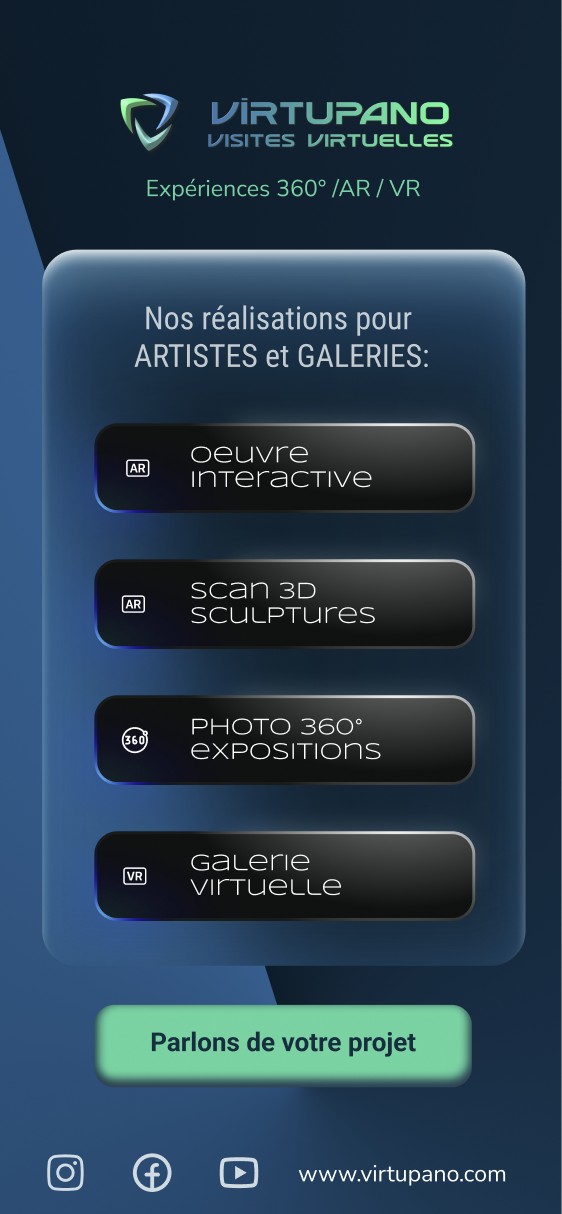 VIRTUPANO
VISITES VIRTUELLES
Expériences 360° /AR / VR
Nos réalisations pour
ARTISTES et GALERIES:
AR
oeuvre
interactive
AR
scan 3D
sculptures
360°
PHOTO 360°
expositions
VR
Galerie
virtuelle
Parlons de votre projet
www.virtupano.com